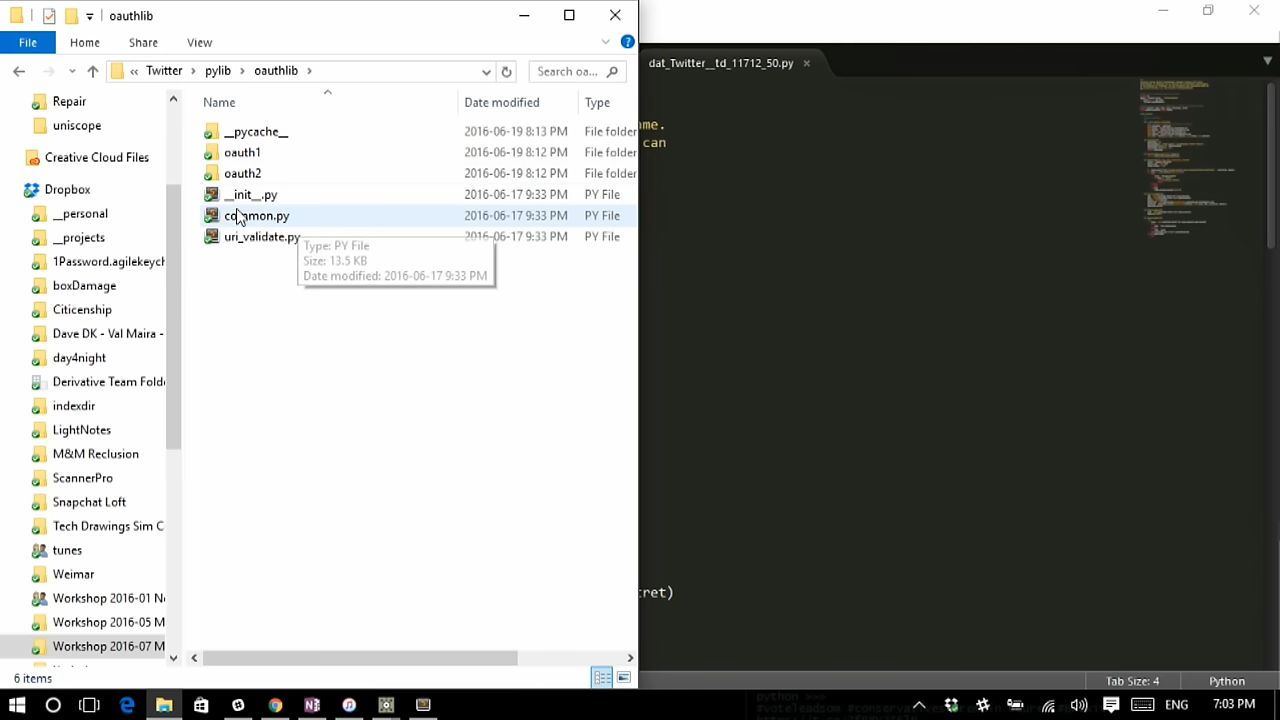 oauthlib
File Home Share View
Twitter pylib oauthlib
Search oa...
Name Date modified Type
__pycache__ 2016-06-19 8:13 PM File folder
oauth1 2016-06-19 8:12 PM File folder
oauth2 2016-06-19 8:12 PM File folder
__init__.py 2016-06-17 9:33 PM PY File
common.py 2016-06-17 9:33 PM PY File
uri_validate.py 2016-06-17 9:33 PM PY File
Type: PY File
Size: 13.5 KB
Date modified: 2016-06-17 9:33 PM
Repair
uniscope
Creative Cloud Files
Dropbox
__personal
__projects
1Password.agilekeych
boxDamage
Citicenship
Dave DK - Val Maira -
day4night
Derivative Team Fold
indexdir
LightNotes
M&M Reclusion
ScannerPro
Snapchat Loft
Tech Drawings Sim C
tunes
Weimar
Workshop 2016-01 N
Workshop 2016-05 M
Workshop 2016-07 M
6 items
dat_Twitter__td_11712_50.py
me.
can
ret)
Tab Size: 4 Python
python >>>
ENG 7:03 PM